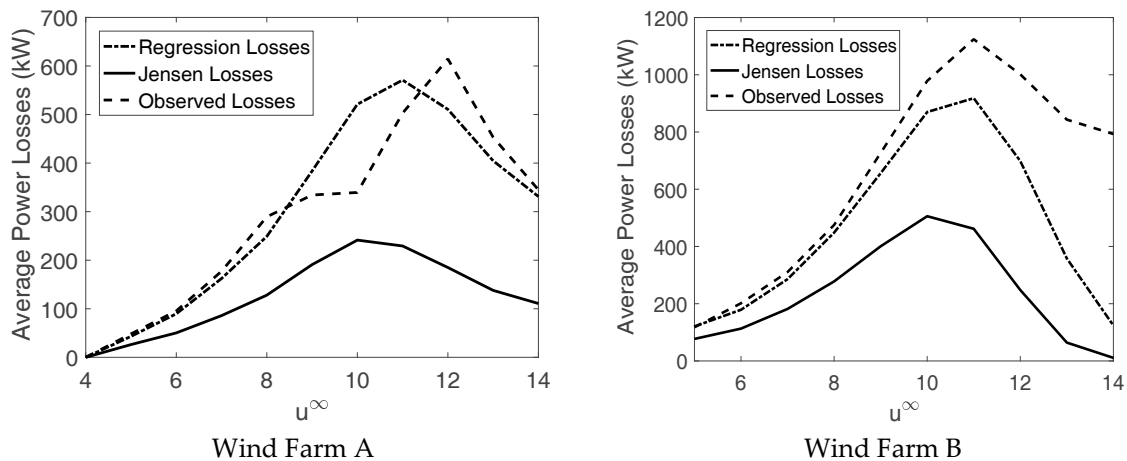 700
600
500
400
300
200
100
0
Average Power Losses (kW)
Regression Losses
Jensen Losses
Observed Losses
4 6 8 10 12 14
u∞
Wind Farm A
1200
1000
800
600
400
200
0
Average Power Losses (kW)
Regression Losses
Jensen Losses
Observed Losses
6 8 10 12 14
u∞
Wind Farm B